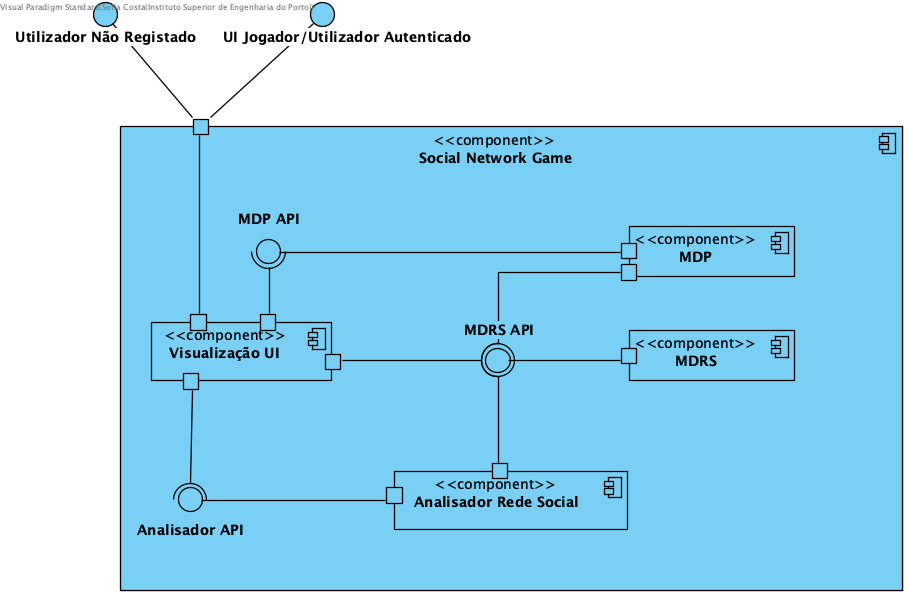 Visual Paradigm Standard(Sofia Costa(Instituto Superior de Engenharia do Porto))
Utilizador Não Registado
UI Jogador/Utilizador Autenticado
<<component>>
Social Network Game
MDP API
<<component>>
MDP
MDRS API
<<component>>
Visualização UI
<<component>>
MDRS
<<component>>
Analisador Rede Social
Analisador API